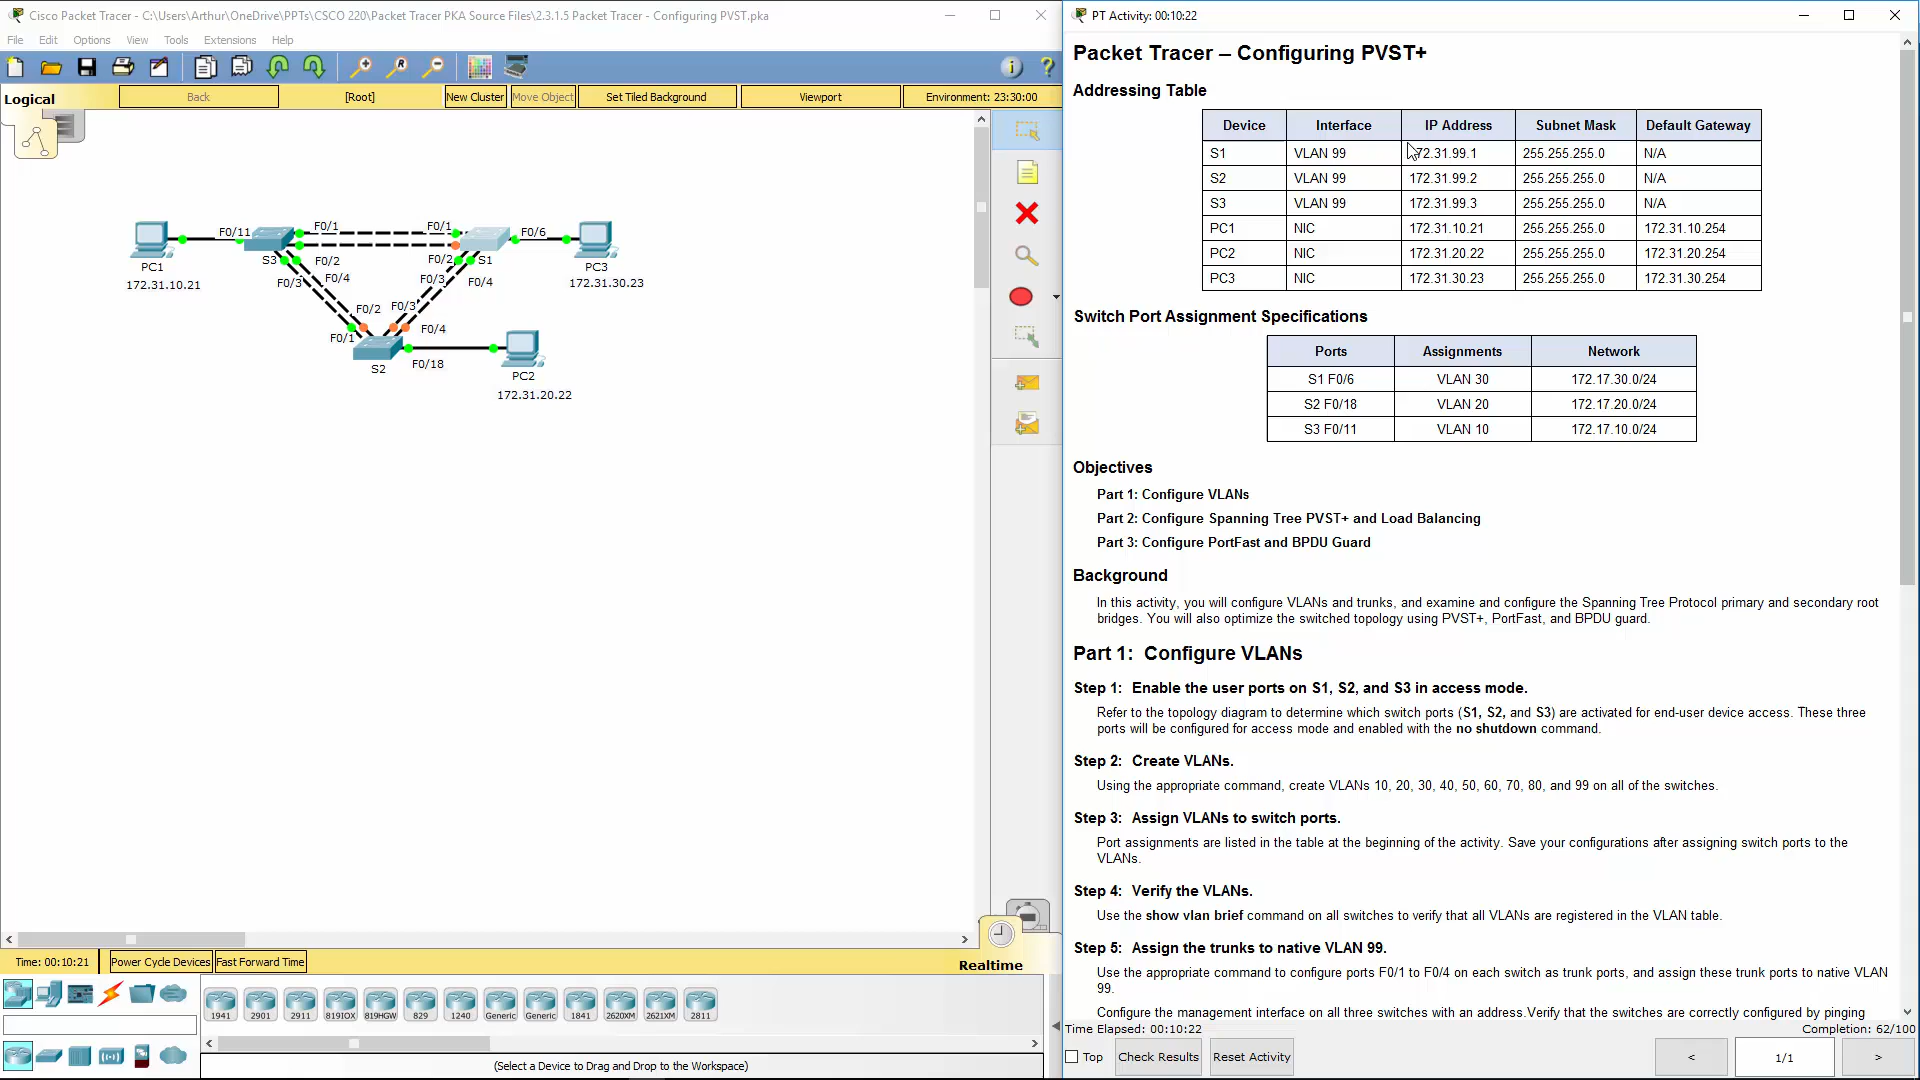 Cisco Packet Tracer - C:\Users\Arthur\OneDrive\PPTs\CSCO 220\Packet Tracer PKA Source Files\2.3.1.5 Packet Tracer - Configuring PVST.pka
File Edit Options View Tools Extensions Help
Logical
Back
[Root]
New Cluster
Move Object
Set Tiled Background
Viewport
Environment: 23:30:00
F0/11
F0/1
F0/1
F0/6
S3
F0/2
F0/2
S1
PC1
PC3
172.31.10.21
F0/3
F0/4
F0/3
F0/4
172.31.30.23
F0/2
F0/3
F0/1
F0/4
S2
F0/18
PC2
172.31.20.22
Time: 00:10:21
Power Cycle Devices
Fast Forward Time
Realtime
1941
2901
2911
819IOX
819HGW
829
1240
Generic
Generic
1841
2620XM
2621XM
2811
(Select a Device to Drag and Drop to the Workspace)
PT Activity: 00:10:22
Packet Tracer – Configuring PVST+
Addressing Table
Device Interface IP Address Subnet Mask Default Gateway
S1 VLAN 99 172.31.99.1 255.255.255.0 N/A
S2 VLAN 99 172.31.99.2 255.255.255.0 N/A
S3 VLAN 99 172.31.99.3 255.255.255.0 N/A
PC1 NIC 172.31.10.21 255.255.255.0 172.31.10.254
PC2 NIC 172.31.20.22 255.255.255.0 172.31.20.254
PC3 NIC 172.31.30.23 255.255.255.0 172.31.30.254
Switch Port Assignment Specifications
Ports Assignments Network
S1 F0/6 VLAN 30 172.17.30.0/24
S2 F0/18 VLAN 20 172.17.20.0/24
S3 F0/11 VLAN 10 172.17.10.0/24
Objectives
Part 1: Configure VLANs
Part 2: Configure Spanning Tree PVST+ and Load Balancing
Part 3: Configure PortFast and BPDU Guard
Background
In this activity, you will configure VLANs and trunks, and examine and configure the Spanning Tree Protocol primary and secondary root
bridges. You will also optimize the switched topology using PVST+, PortFast, and BPDU guard.
Part 1: Configure VLANs
Step 1: Enable the user ports on S1, S2, and S3 in access mode.
Refer to the topology diagram to determine which switch ports (S1, S2, and S3) are activated for end-user device access. These three
ports will be configured for access mode and enabled with the no shutdown command.
Step 2: Create VLANs.
Using the appropriate command, create VLANs 10, 20, 30, 40, 50, 60, 70, 80, and 99 on all of the switches.
Step 3: Assign VLANs to switch ports.
Port assignments are listed in the table at the beginning of the activity. Save your configurations after assigning switch ports to the
VLANs.
Step 4: Verify the VLANs.
Use the show vlan brief command on all switches to verify that all VLANs are registered in the VLAN table.
Step 5: Assign the trunks to native VLAN 99.
Use the appropriate command to configure ports F0/1 to F0/4 on each switch as trunk ports, and assign these trunk ports to native VLAN
99.
Configure the management interface on all three switches with an address.Verify that the switches are correctly configured by pinging
Time Elapsed: 00:10:22
Completion: 62/100
Top
Check Results
Reset Activity
<
1/1
>